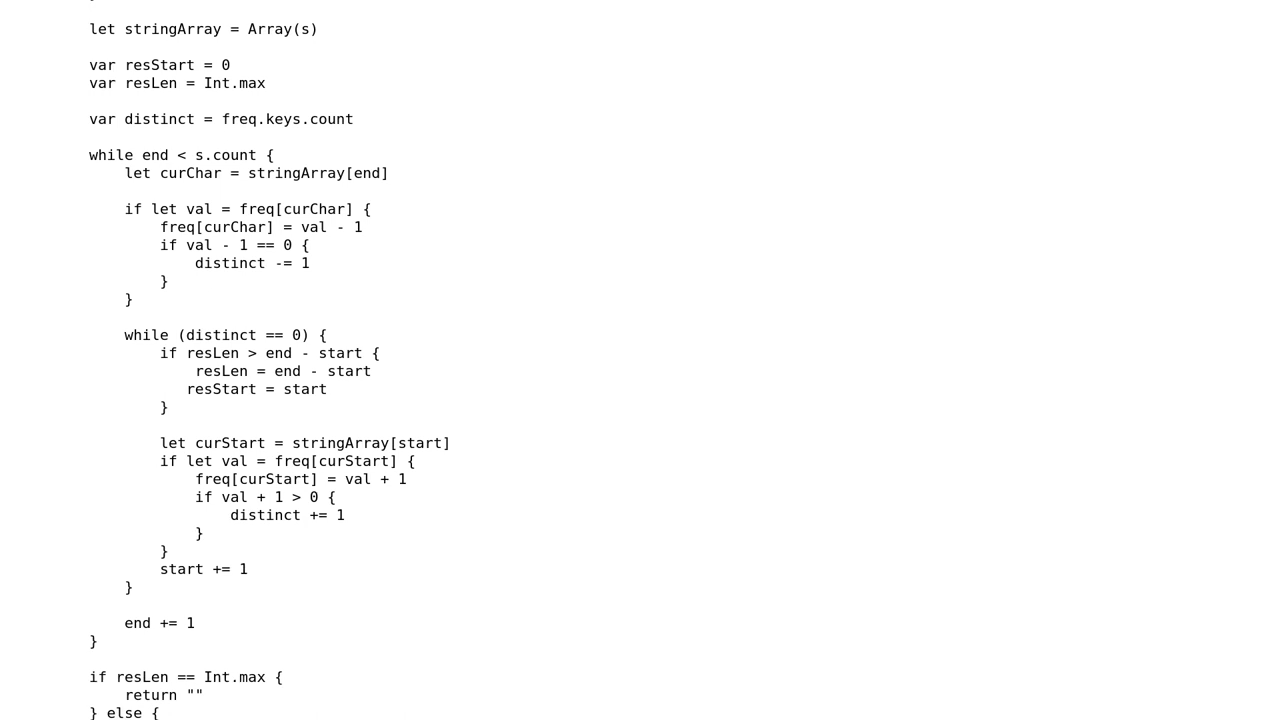 let stringArray = Array(s)
var resStart = 0
var resLen = Int.max
var distinct = freq.keys.count
while end < s.count {
let curChar = stringArray[end]
if let val = freq[curChar] {
freq[curChar] = val - 1
if val - 1 == 0 {
distinct -= 1
}
}
while (distinct == 0) {
if resLen > end - start {
resLen = end - start
resStart = start
}
let curStart = stringArray[start]
if let val = freq[curStart] {
freq[curStart] = val + 1
if val + 1 > 0 {
distinct += 1
}
}
start += 1
}
end += 1
}
if resLen == Int.max {
return ""
} else {